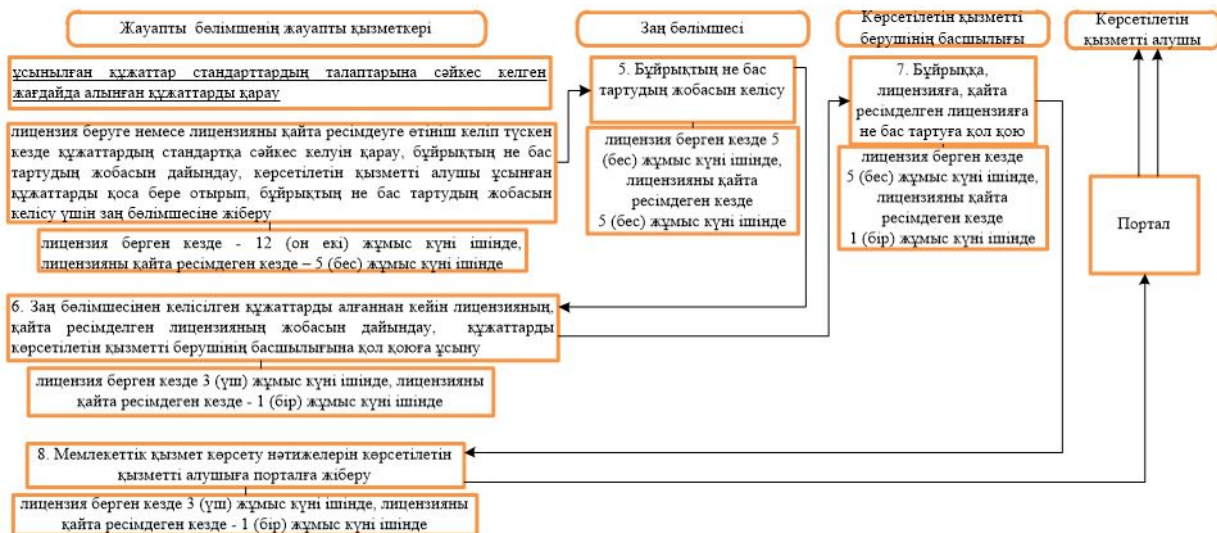 Жауапты бөлімшенің жауапты қызметкері
Заң бөлімшесі
Көрсетілетін қызметті
берушінің басшылығы
Көрсетілетін
қызметті алушы
ұсынылған құжаттар стандарттардың талаптарына сәйкес келген
жағдайда алынған құжаттарды қарау
лицензия беруге немесе лицензияны қайта ресімдеуге өтініш келіп түскен
кезде құжаттардың стандартқа сәйкес келуін қарау, бұйрықтың не бас
тартудың жобасын дайындау, көрсетілетін қызметті алушы ұсынған
құжаттарды қоса бере отырып, бұйрықтың не бас тартудың жобасын
келісу үшін заң бөлімшесіне жіберу
лицензия берген кезде - 12 (он екі) жұмыс күні ішінде,
лицензияны қайта ресімдеген кезде – 5 (бес) жұмыс күні ішінде
5. Бұйрықтың не бас
тартудың жобасын келісу
лицензия берген кезде 5
(бес) жұмыс күні ішінде,
лицензияны қайта
ресімдеген кезде
5 (бес) жұмыс күні ішінде
7. Бұйрыққа,
лицензияға, қайта
ресімделген лицензияға
не бас тартуға қол қою
лицензия берген кезде
5 (бес) жұмыс күні ішінде,
лицензияны қайта
ресімдеген кезде
1 (бір) жұмыс күні ішінде
Портал
6. Заң бөлімшесінен келісілген құжаттарды алғаннан кейін лицензияның,
қайта ресімделген лицензияның жобасын дайындау, құжаттарды
көрсетілетін қызметті берушінің басшылығына қол қоюға ұсыну
лицензия берген кезде 3 (үш) жұмыс күні ішінде, лицензияны
қайта ресімдеген кезде - 1 (бір) жұмыс күні ішінде
8. Мемлекеттік қызмет көрсету нәтижелерін көрсетілетін
қызметті алушыға порталға жіберу
лицензия берген кезде 3 (үш) жұмыс күні ішінде, лицензияны
қайта ресімдеген кезде - 1 (бір) жұмыс күні ішінде